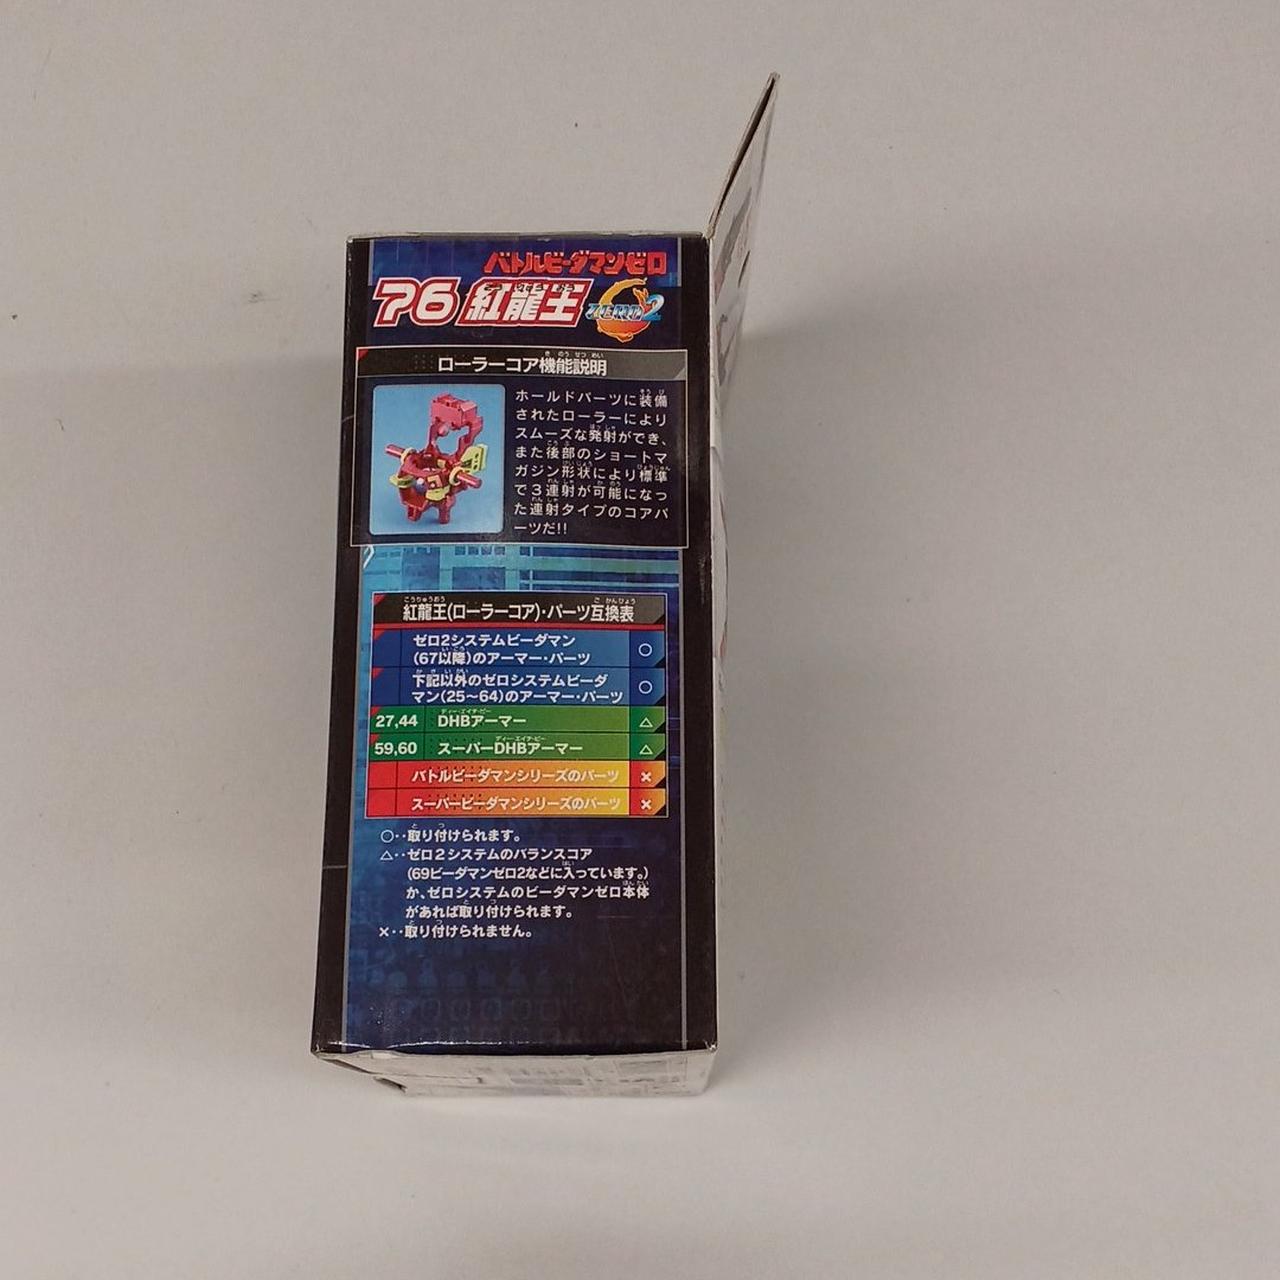 バトルビーダマンゼロ
76 紅龍王 ZERO2
ローラーコア機能説明
ホールドパーツに装備
されたローラーにより
スムーズな発射ができ、
また後部のショートマ
ガジン形状により標準
で3連射が可能になっ
た連射タイプのコアパ
ーツだ!!
紅龍王(ローラーコア)・パーツ互換表
ゼロ2システムビーダマン
(67以降)のアーマー・パーツ ○
下記以外のゼロシステムビーダ
マン(25〜64)のアーマー・パーツ ○
27,44 DHBアーマー △
59,60 スーパーDHBアーマー △
バトルビーダマンシリーズのパーツ ×
スーパービーダマンシリーズのパーツ ×
○‥取り付けられます。
△‥ゼロ2システムのバランスコア
(69ビーダマンゼロ2などに入っています。)
か、ゼロシステムのビーダマンゼロ本体
があれば取り付けられます。
×‥取り付けられません。